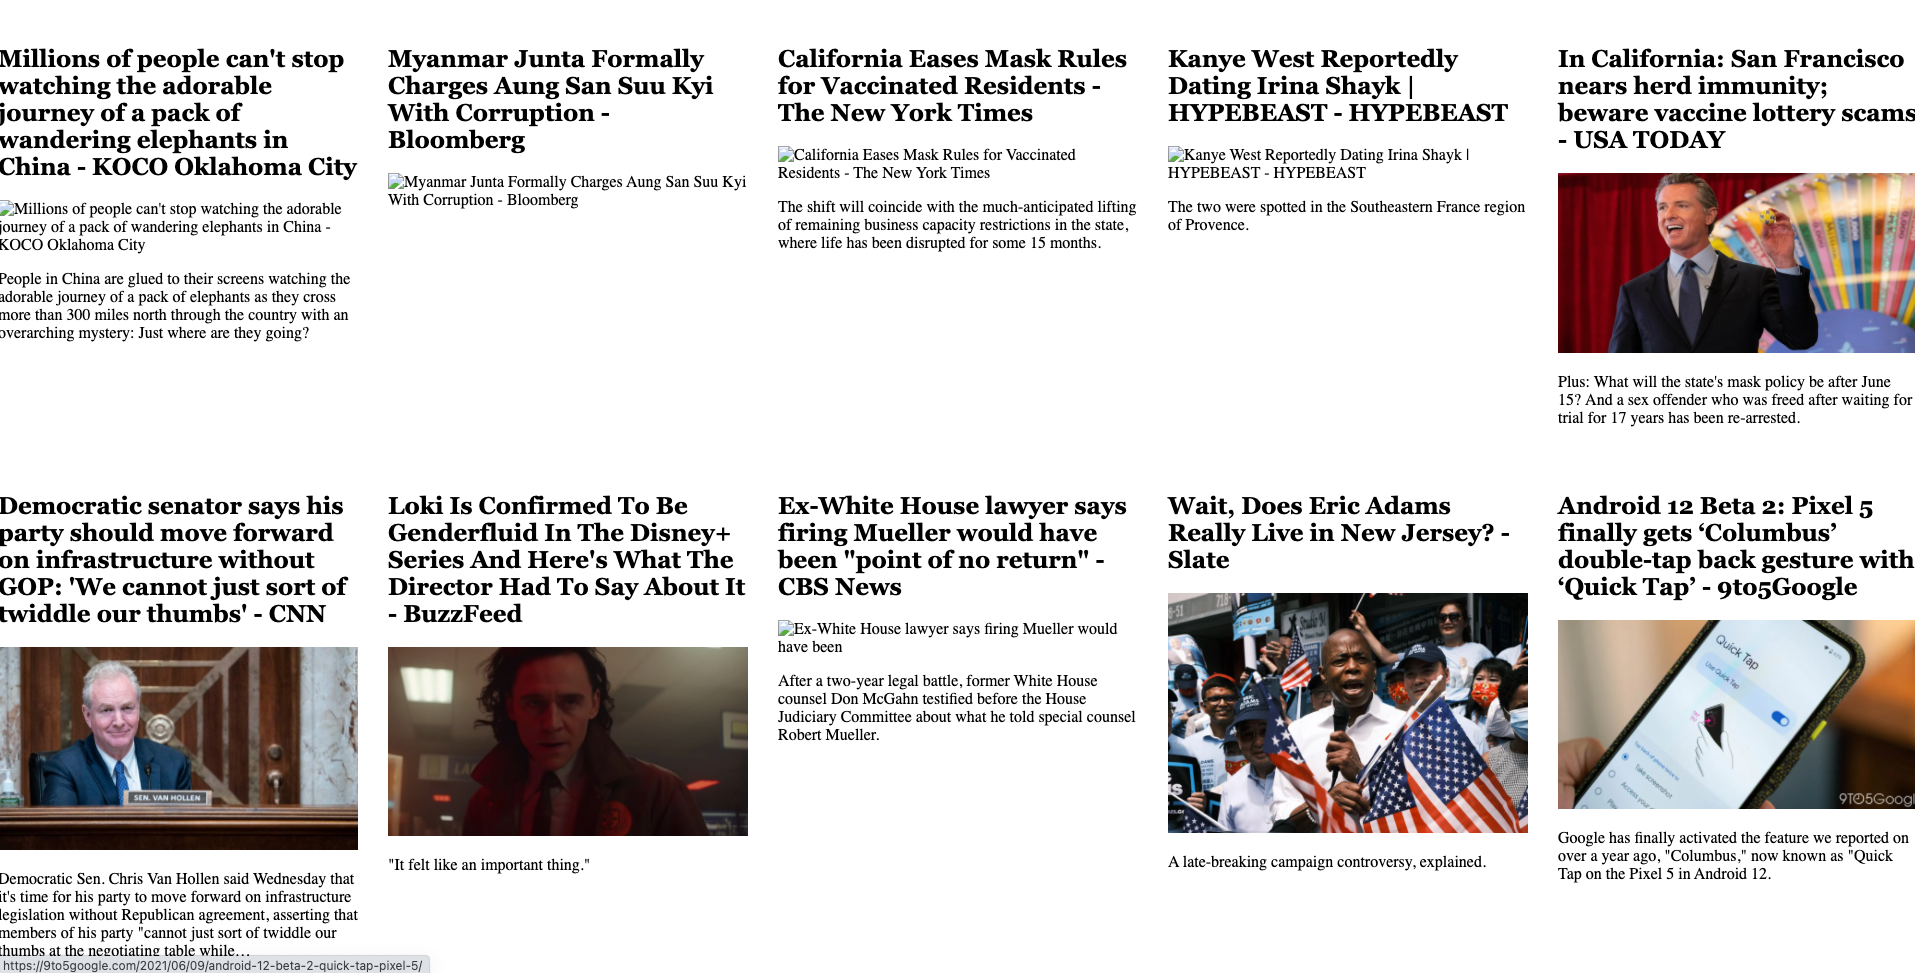 Millions of people can't stop
watching the adorable
journey of a pack of
wandering elephants in
China - KOCO Oklahoma City
Millions of people can't stop watching the adorable
journey of a pack of wandering elephants in China -
KOCO Oklahoma City
People in China are glued to their screens watching the
adorable journey of a pack of elephants as they cross
more than 300 miles north through the country with an
overarching mystery: Just where are they going?
Myanmar Junta Formally
Charges Aung San Suu Kyi
With Corruption -
Bloomberg
Myanmar Junta Formally Charges Aung San Suu Kyi
With Corruption - Bloomberg
California Eases Mask Rules
for Vaccinated Residents -
The New York Times
California Eases Mask Rules for Vaccinated
Residents - The New York Times
The shift will coincide with the much-anticipated lifting
of remaining business capacity restrictions in the state,
where life has been disrupted for some 15 months.
Kanye West Reportedly
Dating Irina Shayk |
HYPEBEAST - HYPEBEAST
Kanye West Reportedly Dating Irina Shayk |
HYPEBEAST - HYPEBEAST
The two were spotted in the Southeastern France region
of Provence.
In California: San Francisco
nears herd immunity;
beware vaccine lottery scams
- USA TODAY
Plus: What will the state's mask policy be after June
15? And a sex offender who was freed after waiting for
trial for 17 years has been re-arrested.
Democratic senator says his
party should move forward
on infrastructure without
GOP: 'We cannot just sort of
twiddle our thumbs' - CNN
SEN. VAN HOLLEN
Democratic Sen. Chris Van Hollen said Wednesday that
it's time for his party to move forward on infrastructure
legislation without Republican agreement, asserting that
members of his party "cannot just sort of twiddle our
thumbs at the negotiating table while…
Loki Is Confirmed To Be
Genderfluid In The Disney+
Series And Here's What The
Director Had To Say About It
- BuzzFeed
"It felt like an important thing."
Ex-White House lawyer says
firing Mueller would have
been "point of no return" -
CBS News
Ex-White House lawyer says firing Mueller would
have been
After a two-year legal battle, former White House
counsel Don McGahn testified before the House
Judiciary Committee about what he told special counsel
Robert Mueller.
Wait, Does Eric Adams
Really Live in New Jersey? -
Slate
A late-breaking campaign controversy, explained.
Android 12 Beta 2: Pixel 5
finally gets ‘Columbus’
double-tap back gesture with
‘Quick Tap’ - 9to5Google
Quick Tap
Use Quick Tap
Take screenshot
9TO5Googl
Google has finally activated the feature we reported on
over a year ago, "Columbus," now known as "Quick
Tap on the Pixel 5 in Android 12.
https://9to5google.com/2021/06/09/android-12-beta-2-quick-tap-pixel-5/